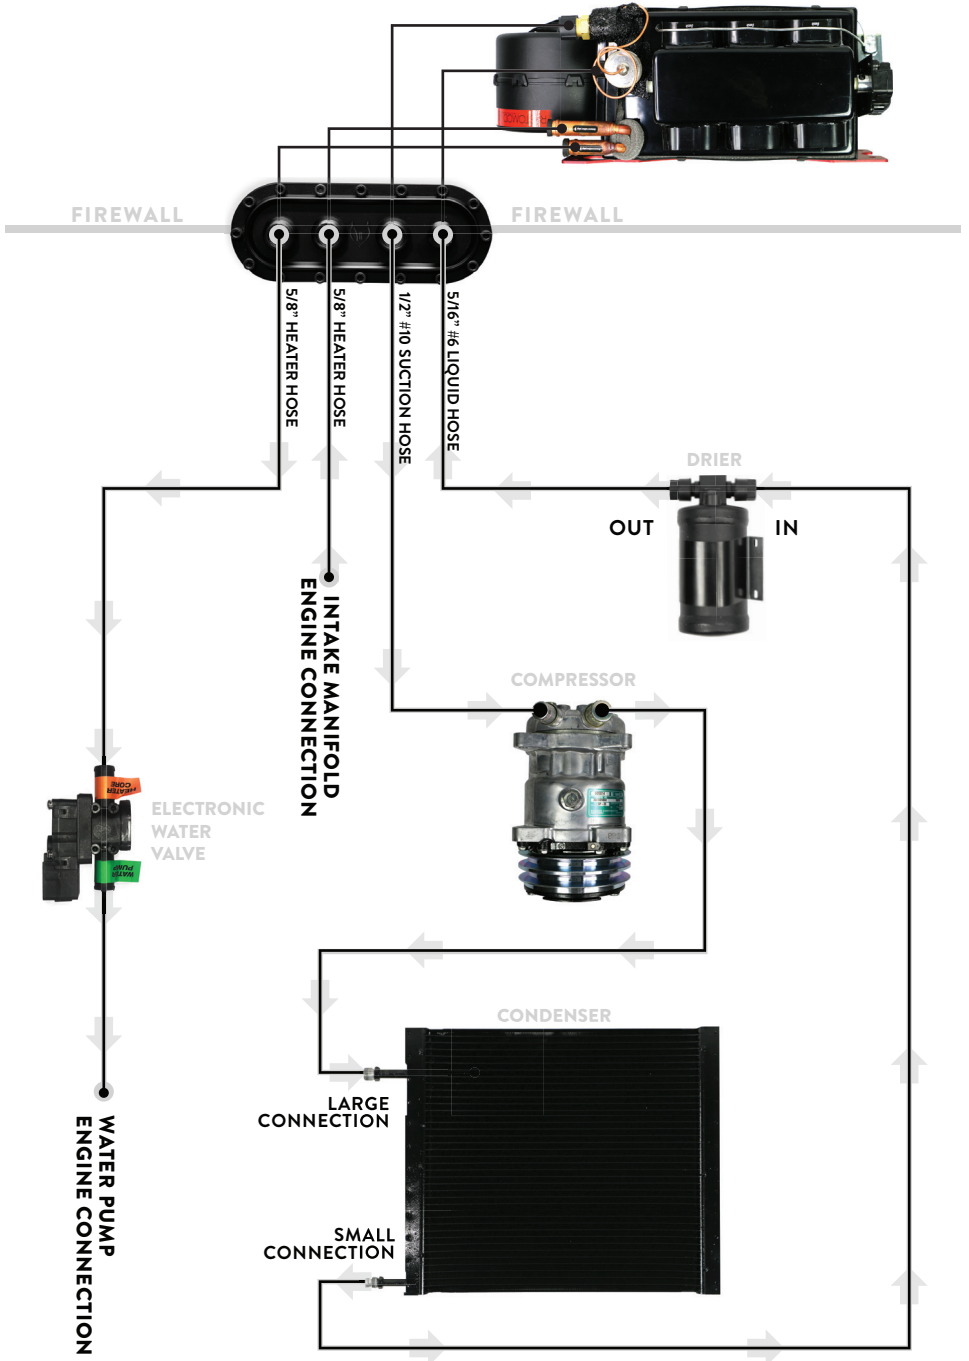 FIREWALL
FIREWALL
5/8” HEATER HOSE
5/8” HEATER HOSE
1/2” #10 SUCTION HOSE
5/16” #6 LIQUID HOSE
DRIER
OUT
IN
INTAKE MANIFOLD
ENGINE CONNECTION
COMPRESSOR
HEATER
CORE
ELECTRONIC
WATER
VALVE
WATER
PUMP
CONDENSER
LARGE
CONNECTION
WATER PUMP
ENGINE CONNECTION
SMALL
CONNECTION